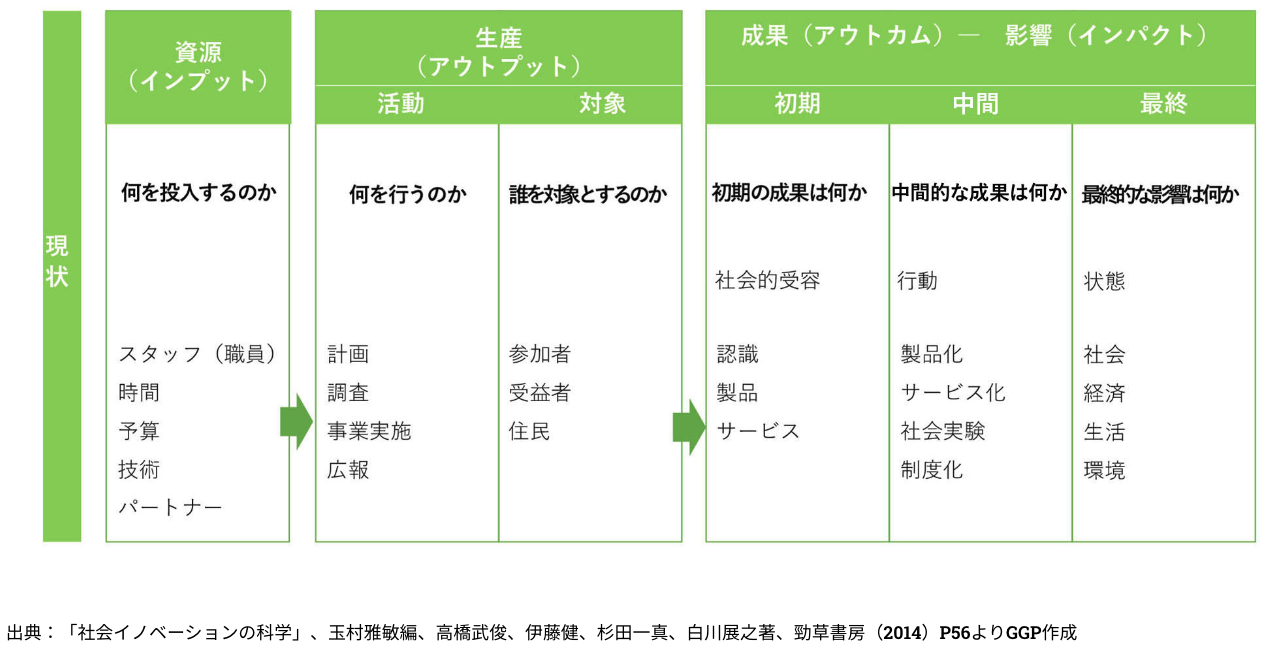 現
状
資源
（インプット）
何を投入するのか
スタッフ（職員）
時間
予算
技術
パートナー
生産
（アウトプット）
活動
何を行うのか
計画
調査
事業実施
広報
対象
誰を対象とするのか
参加者
受益者
住民
成果（アウトカム）―　影響（インパクト）
初期
初期の成果は何か
社会的受容
認識
製品
サービス
中間
中間的な成果は何か
行動
製品化
サービス化
社会実験
制度化
最終
最終的な影響は何か
状態
社会
経済
生活
環境
出典：「社会イノベーションの科学」、玉村雅敏編、高橋武俊、伊藤健、杉田一真、白川展之著、勁草書房（2014）P56よりGGP作成